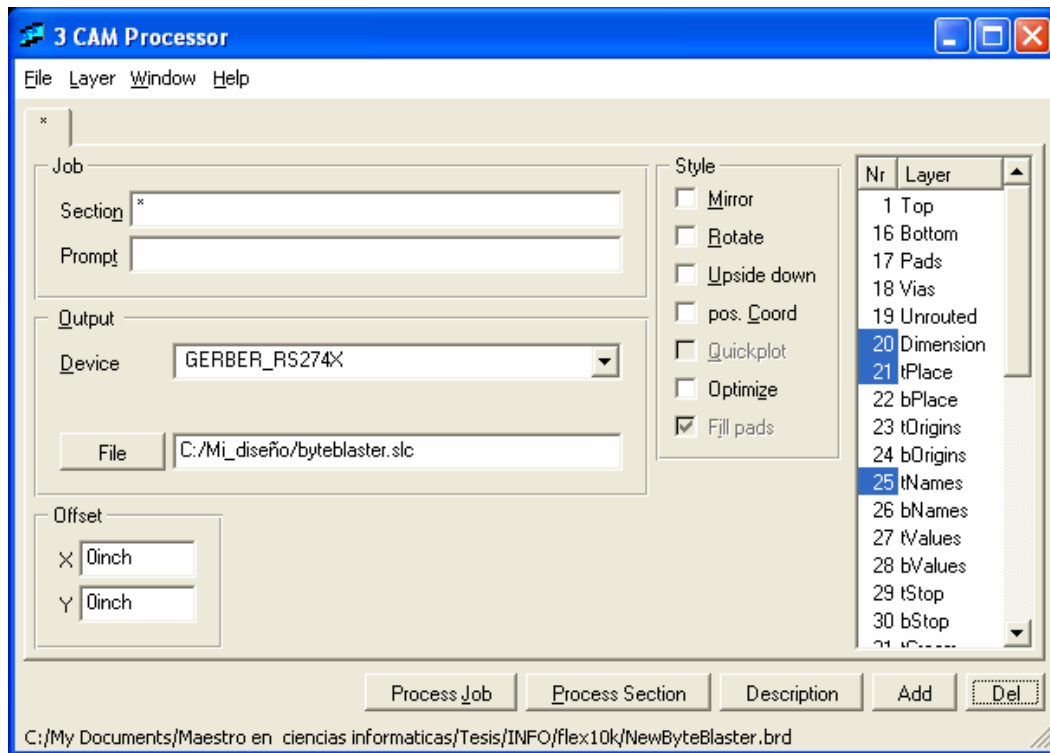 3 CAM Processor
File Layer Window Help
*
Job
Section *
Prompt
Output
Device GERBER_RS274X
File C:/Mi_diseño/byteblaster.slc
Offset
X 0inch
Y 0inch
Style
Mirror
Rotate
Upside down
pos. Coord
Quickplot
Optimize
Fill pads
Nr Layer
1 Top
16 Bottom
17 Pads
18 Vias
19 Unrouted
20 Dimension
21 tPlace
22 bPlace
23 tOrigins
24 bOrigins
25 tNames
26 bNames
27 tValues
28 bValues
29 tStop
30 bStop
Process Job Process Section Description Add Del
C:/My Documents/Maestro en ciencias informaticas/Tesis/INFO/flex10k/NewByteBlaster.brd